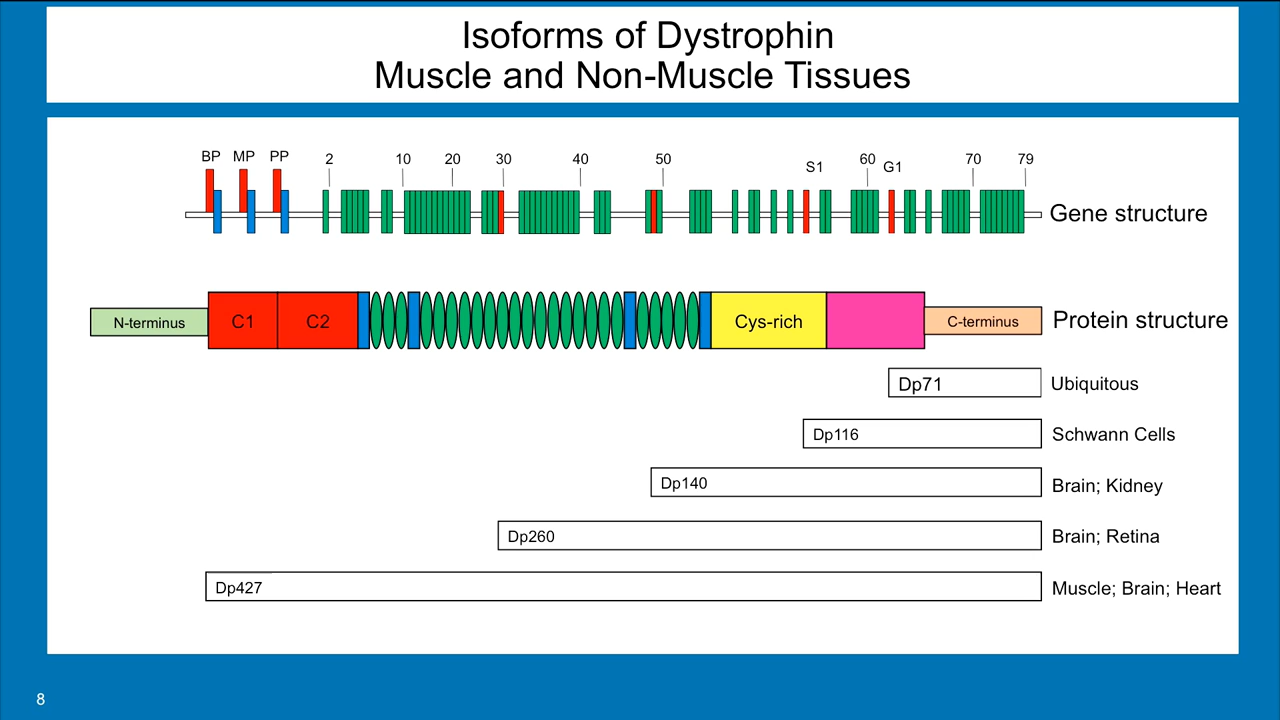 Isoforms of Dystrophin
Muscle and Non-Muscle Tissues
BP MP PP 2 10 20 30 40 50 S1 60 G1 70 79
Gene structure
N-terminus C1 C2 Cys-rich C-terminus Protein structure
Dp71 Ubiquitous
Dp116 Schwann Cells
Dp140 Brain; Kidney
Dp260 Brain; Retina
Dp427 Muscle; Brain; Heart
8